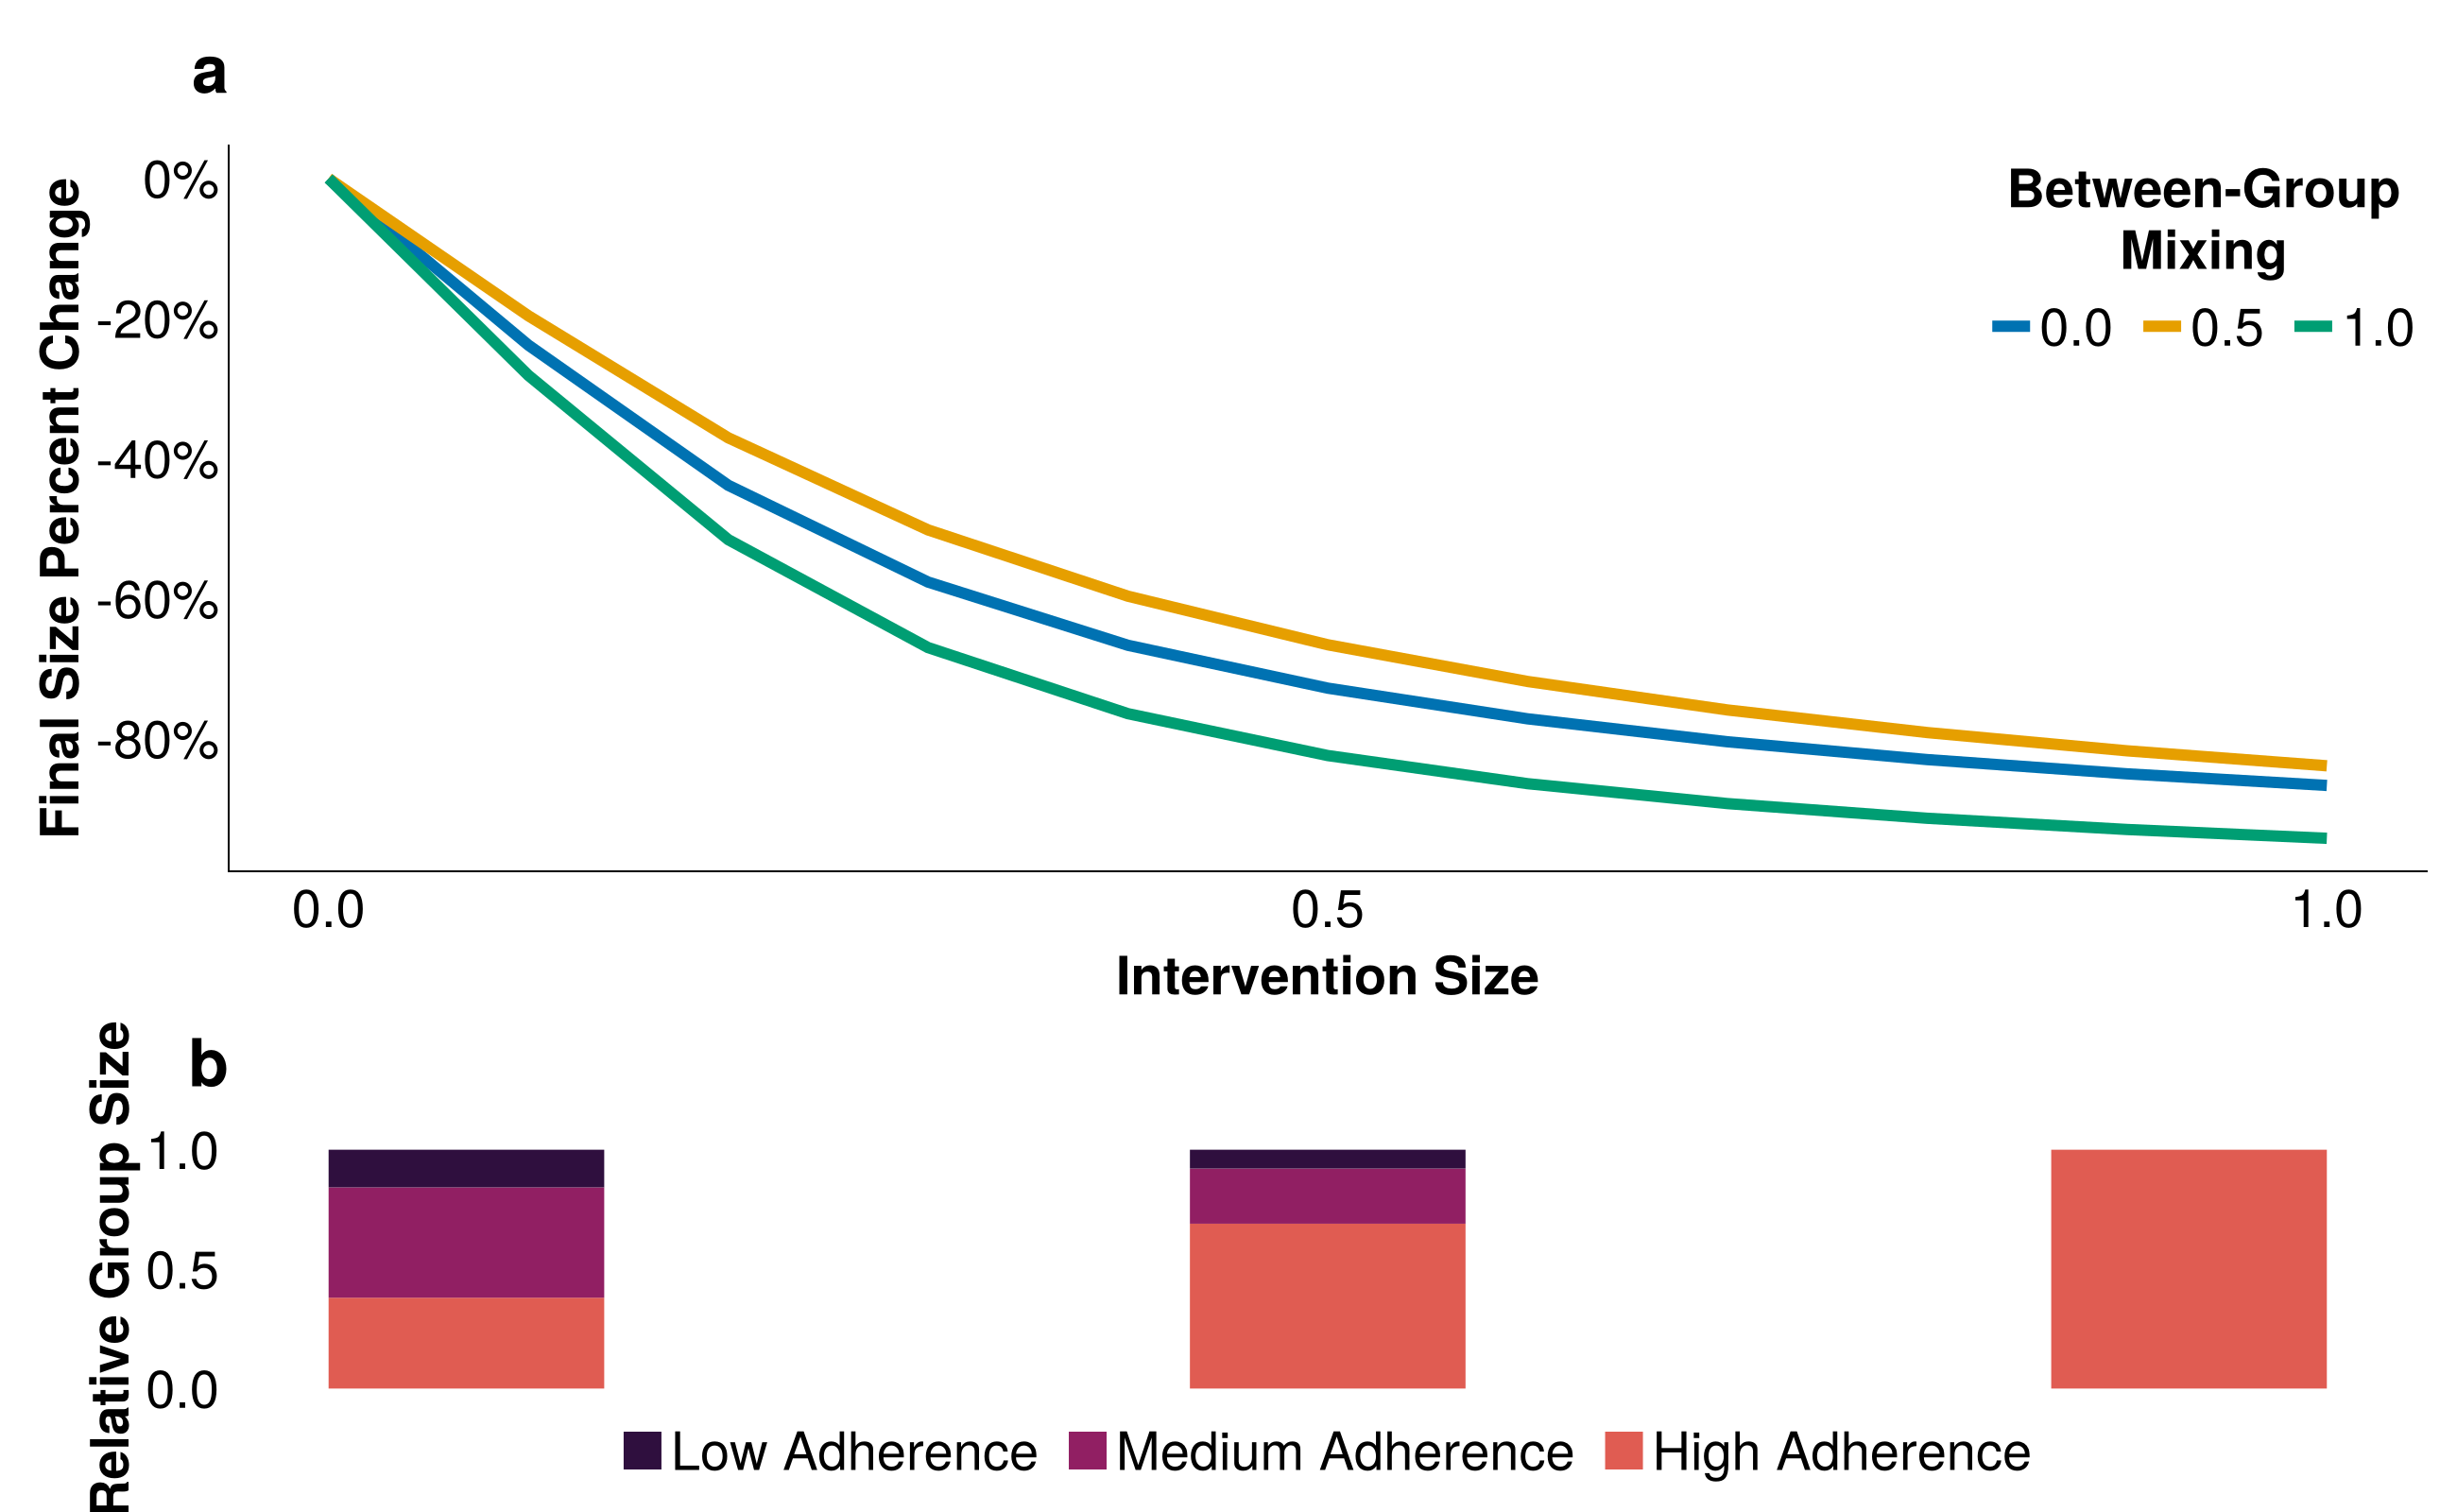 a
Final Size Percent Change
0%
-20%
-40%
-60%
-80%
Between-Group
Mixing
0.0 0.5 1.0
0.0 0.5 1.0
Intervention Size
b
Relative Group Size
1.0
0.5
0.0
Low Adherence Medium Adherence High Adherence